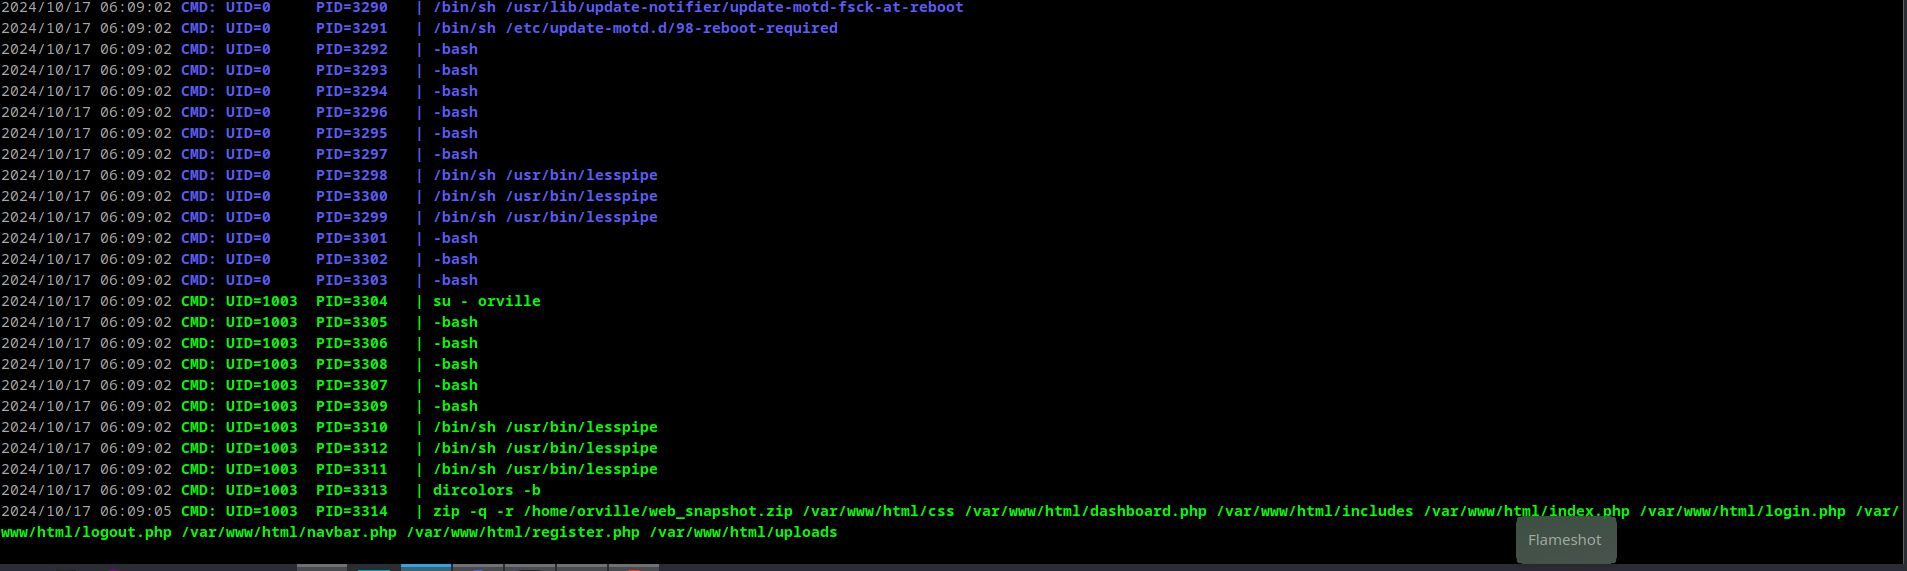 2024/10/17 06:09:02 CMD: UID=0     PID=3290   | /bin/sh /usr/lib/update-notifier/update-motd-fsck-at-reboot
2024/10/17 06:09:02 CMD: UID=0     PID=3291   | /bin/sh /etc/update-motd.d/98-reboot-required
2024/10/17 06:09:02 CMD: UID=0     PID=3292   | -bash
2024/10/17 06:09:02 CMD: UID=0     PID=3293   | -bash
2024/10/17 06:09:02 CMD: UID=0     PID=3294   | -bash
2024/10/17 06:09:02 CMD: UID=0     PID=3296   | -bash
2024/10/17 06:09:02 CMD: UID=0     PID=3295   | -bash
2024/10/17 06:09:02 CMD: UID=0     PID=3297   | -bash
2024/10/17 06:09:02 CMD: UID=0     PID=3298   | /bin/sh /usr/bin/lesspipe
2024/10/17 06:09:02 CMD: UID=0     PID=3300   | /bin/sh /usr/bin/lesspipe
2024/10/17 06:09:02 CMD: UID=0     PID=3299   | /bin/sh /usr/bin/lesspipe
2024/10/17 06:09:02 CMD: UID=0     PID=3301   | -bash
2024/10/17 06:09:02 CMD: UID=0     PID=3302   | -bash
2024/10/17 06:09:02 CMD: UID=0     PID=3303   | -bash
2024/10/17 06:09:02 CMD: UID=1003  PID=3304   | su - orville
2024/10/17 06:09:02 CMD: UID=1003  PID=3305   | -bash
2024/10/17 06:09:02 CMD: UID=1003  PID=3306   | -bash
2024/10/17 06:09:02 CMD: UID=1003  PID=3308   | -bash
2024/10/17 06:09:02 CMD: UID=1003  PID=3307   | -bash
2024/10/17 06:09:02 CMD: UID=1003  PID=3309   | -bash
2024/10/17 06:09:02 CMD: UID=1003  PID=3310   | /bin/sh /usr/bin/lesspipe
2024/10/17 06:09:02 CMD: UID=1003  PID=3312   | /bin/sh /usr/bin/lesspipe
2024/10/17 06:09:02 CMD: UID=1003  PID=3311   | /bin/sh /usr/bin/lesspipe
2024/10/17 06:09:02 CMD: UID=1003  PID=3313   | dircolors -b
2024/10/17 06:09:05 CMD: UID=1003  PID=3314   | zip -q -r /home/orville/web_snapshot.zip /var/www/html/css /var/www/html/dashboard.php /var/www/html/includes /var/www/html/index.php /var/www/html/login.php /var/
www/html/logout.php /var/www/html/navbar.php /var/www/html/register.php /var/www/html/uploads
Flameshot